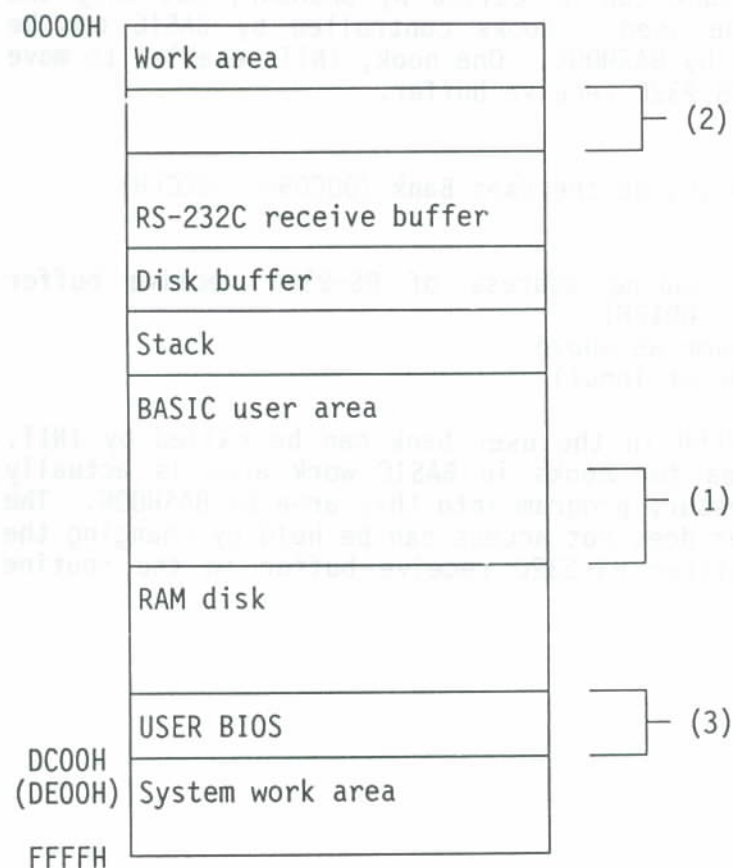 0000H
Work area
(2)
RS-232C receive buffer
Disk buffer
Stack
BASIC user area
(1)
RAM disk
USER BIOS
(3)
DC00H
(DE00H) System work area
FFFFH